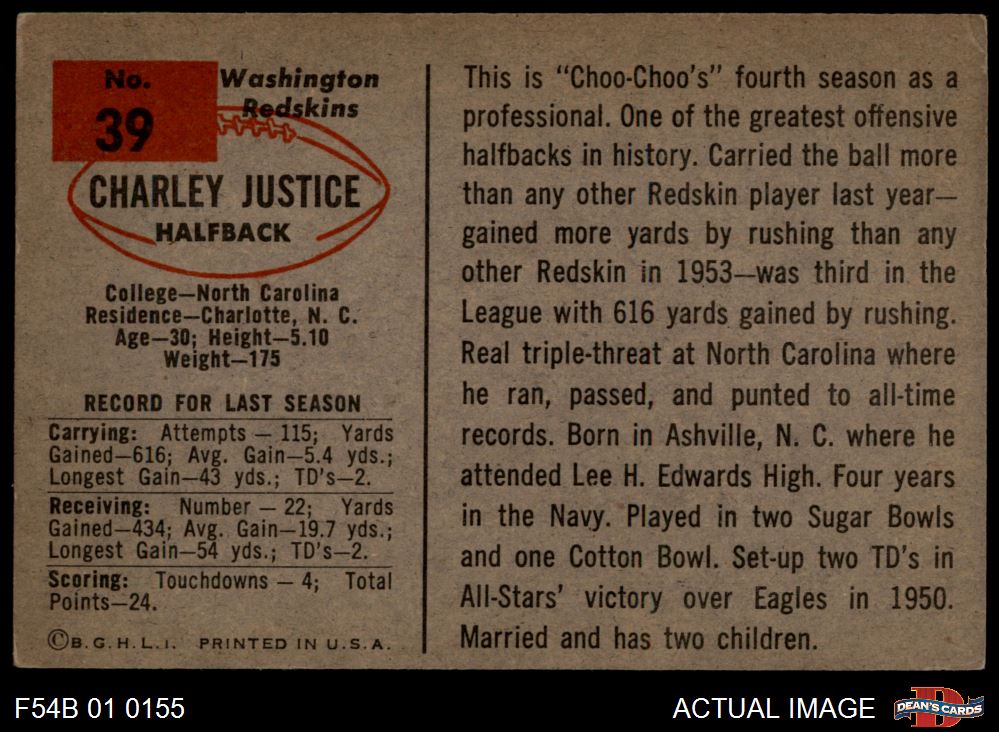 No.
39
Washington
Redskins
CHARLEY JUSTICE
HALFBACK
College—North Carolina
Residence—Charlotte, N. C.
Age—30; Height—5.10
Weight—175
RECORD FOR LAST SEASON
Carrying: Attempts — 115; Yards
Gained—616; Avg. Gain—5.4 yds.;
Longest Gain—43 yds.; TD's—2.
Receiving: Number — 22; Yards
Gained—434; Avg. Gain—19.7 yds.;
Longest Gain—54 yds.; TD's—2.
Scoring: Touchdowns — 4; Total
Points—24.
©B.G.H.L.I. PRINTED IN U.S.A.
This is "Choo-Choo's" fourth season as a
professional. One of the greatest offensive
halfbacks in history. Carried the ball more
than any other Redskin player last year—
gained more yards by rushing than any
other Redskin in 1953—was third in the
League with 616 yards gained by rushing.
Real triple-threat at North Carolina where
he ran, passed, and punted to all-time
records. Born in Ashville, N. C. where he
attended Lee H. Edwards High. Four years
in the Navy. Played in two Sugar Bowls
and one Cotton Bowl. Set-up two TD's in
All-Stars' victory over Eagles in 1950.
Married and has two children.
F54B 01 0155
ACTUAL IMAGE
DEAN'S CARDS